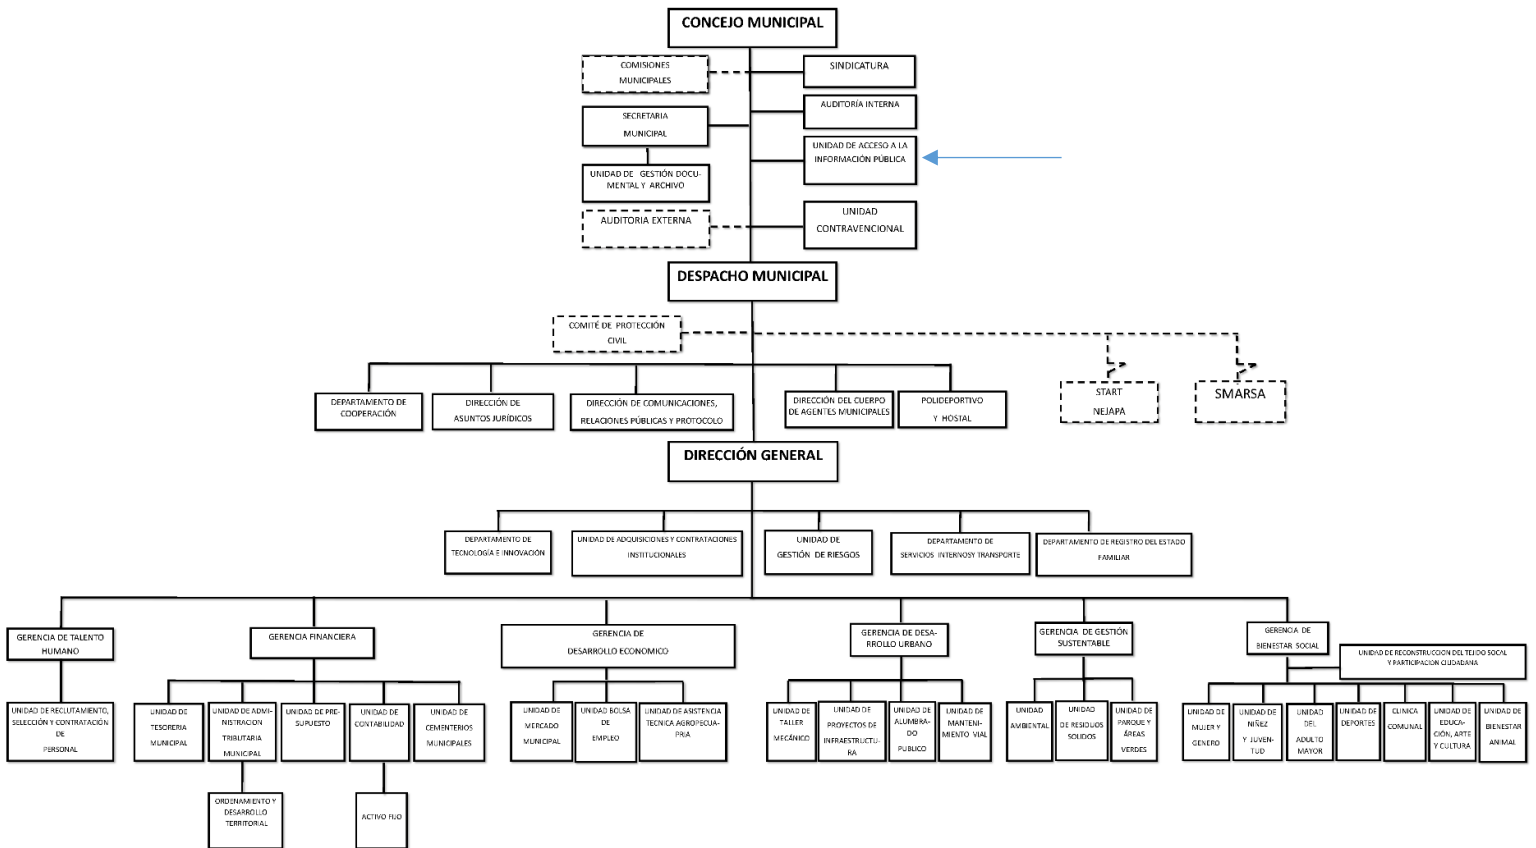 CONCEJO MUNICIPAL
COMISIONES
MUNICIPALES
SINDICATURA
SECRETARIA
MUNICIPAL
AUDITORÍA INTERNA
UNIDAD DE ACCESO A LA
INFORMACIÓN PÚBLICA
UNIDAD DE GESTIÓN DOCU-
MENTAL Y ARCHIVO
AUDITORIA EXTERNA
UNIDAD
CONTRAVENCIONAL
DESPACHO MUNICIPAL
COMITÉ DE PROTECCIÓN
CIVIL
DEPARTAMENTO DE
COOPERACIÓN
DIRECCIÓN DE
ASUNTOS JURÍDICOS
DIRECCIÓN DE COMUNICACIONES,
RELACIONES PÚBLICAS Y PROTOCOLO
DIRECCIÓN DEL CUERPO
DE AGENTES MUNICIPALES
POLIDEPORTIVO
Y HOSTAL
START
NEJAPA
SMARSA
DIRECCIÓN GENERAL
DEPARTAMENTO DE
TECNOLOGÍA E INNOVACIÓN
UNIDAD DE ADQUISICIONES Y CONTRATACIONES
INSTITUCIONALES
UNIDAD DE
GESTIÓN DE RIESGOS
DEPARTAMENTO DE
SERVICIOS INTERNOSY TRANSPORTE
DEPARTAMENTO DE REGISTRO DEL ESTADO
FAMILIAR
GERENCIA DE TALENTO
HUMANO
GERENCIA FINANCIERA
GERENCIA DE
DESARROLLO ECONOMICO
GERENCIA DE DESA-
RROLLO URBANO
GERENCIA DE GESTIÓN
SUSTENTABLE
GERENCIA DE
BIENESTAR SOCIAL
UNIDAD DE RECONSTRUCCION DEL TEJIDO SOCAL
Y PARTICIPACION CIUDADANA
UNIDAD DE RECLUTAMIENTO,
SELECCIÓN Y CONTRATACIÓN
DE
PERSONAL
UNIDAD DE
TESORERIA
MUNICIPAL
UNIDAD DE ADMI-
NISTRACION
TRIBUTARIA
MUNICIPAL
UNIDAD DE PRE-
SUPUESTO
UNIDAD DE
CONTABILIDAD
UNIDAD DE
CEMENTERIOS
MUNICIPALES
UNIDAD DE
MERCADO
MUNICIPAL
UNIDAD BOLSA
DE
EMPLEO
UNIDAD DE ASISTENCIA
TECNICA AGROPECUA-
RIA
UNIDAD DE
TALLER
MECÁNICO
UNIDAD DE
PROYECTOS DE
INFRAESTRUCTU-
RA
UNIDAD DE
ALUMBRA-
DO
PUBLICO
UNIDAD DE
MANTENI-
MIENTO VIAL
UNIDAD
AMBIENTAL
UNIDAD
DE RESIDUOS
SOLIDOS
UNIDAD DE
PARQUE Y
ÁREAS
VERDES
UNIDAD DE
MUJER Y
GENERO
UNIDAD DE
NIÑEZ
Y JUVEN-
TUD
UNIDAD
DEL
ADULTO
MAYOR
UNIDAD DE
DEPORTES
CLINICA
COMUNAL
UNIDAD DE
EDUCA-
CIÓN, ARTE
Y CULTURA
UNIDAD DE
BIENESTAR
ANIMAL
ORDENAMIENTO Y
DESARROLLO
TERRITORIAL
ACTIVO FIJO